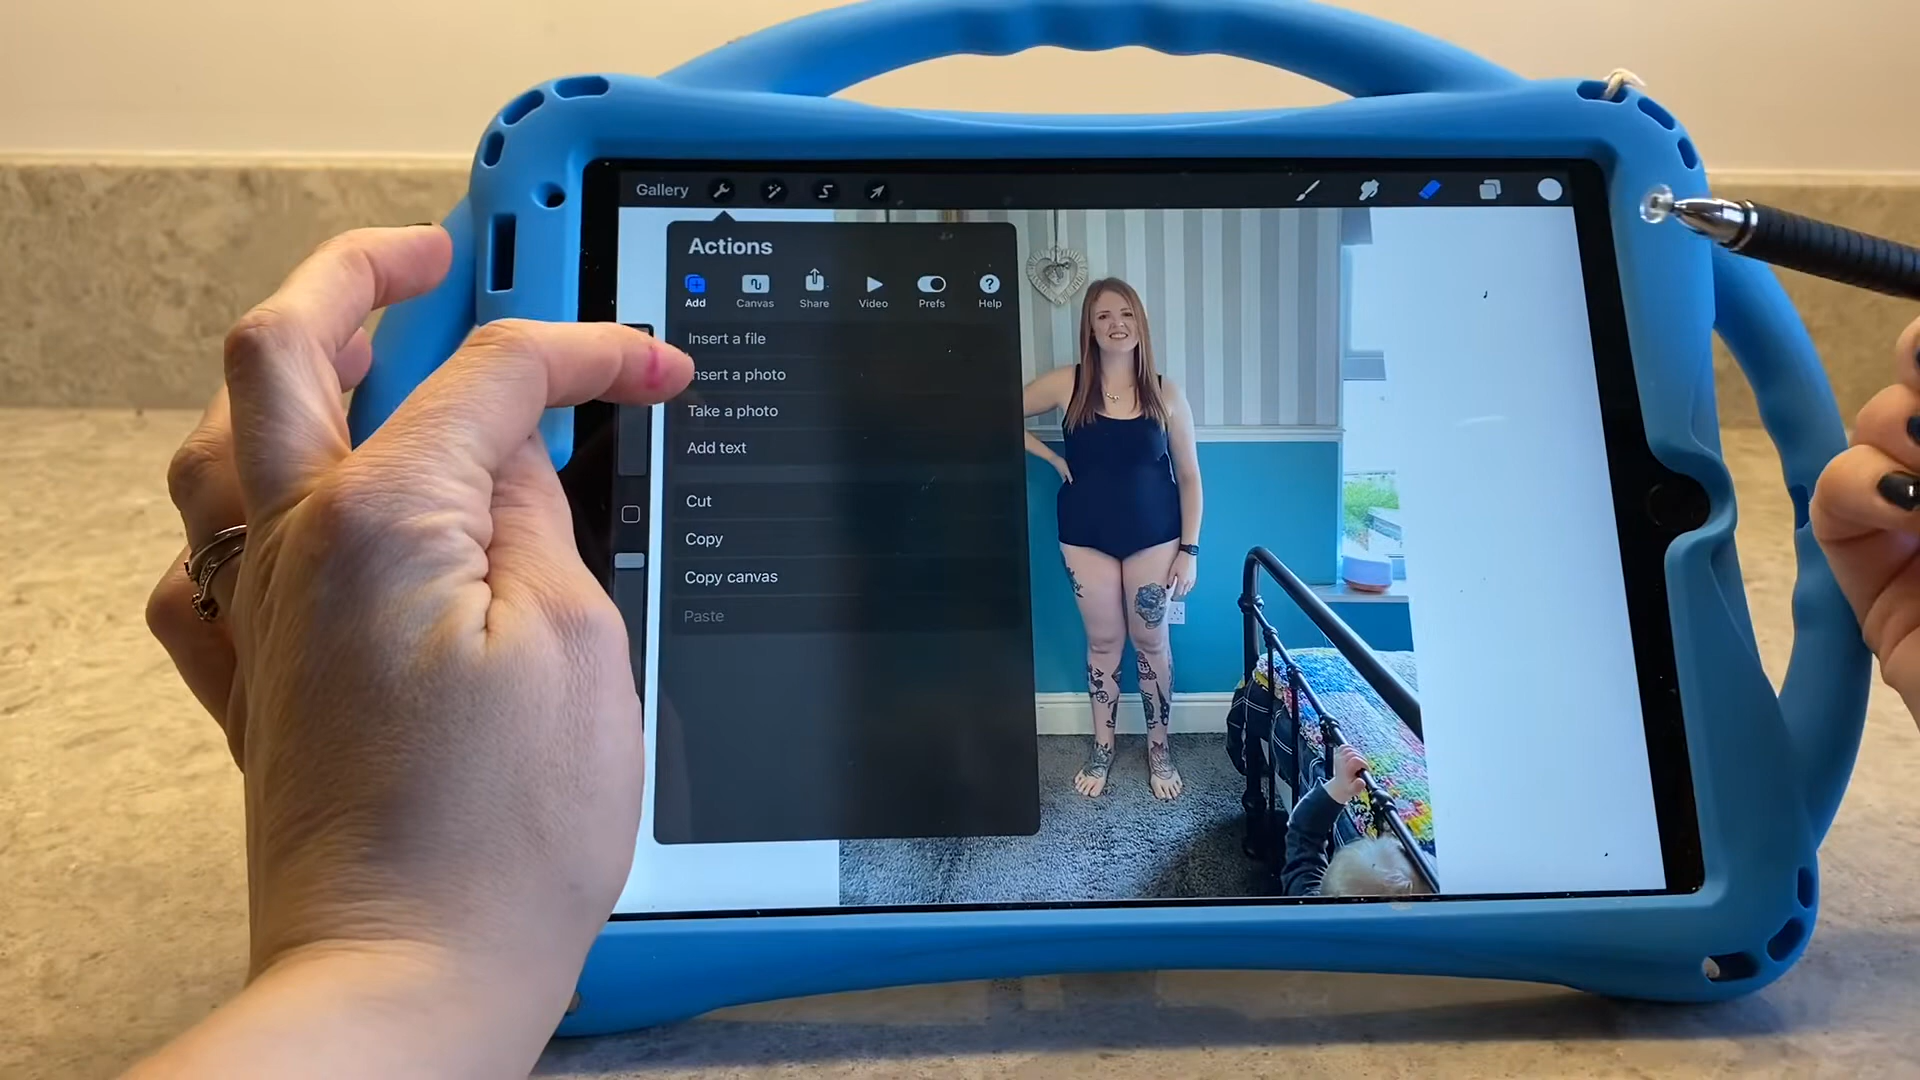 Gallery
Actions
Add Canvas Share Video Prefs Help
Insert a file
nsert a photo
Take a photo
Add text
Cut
Copy
Copy canvas
Paste